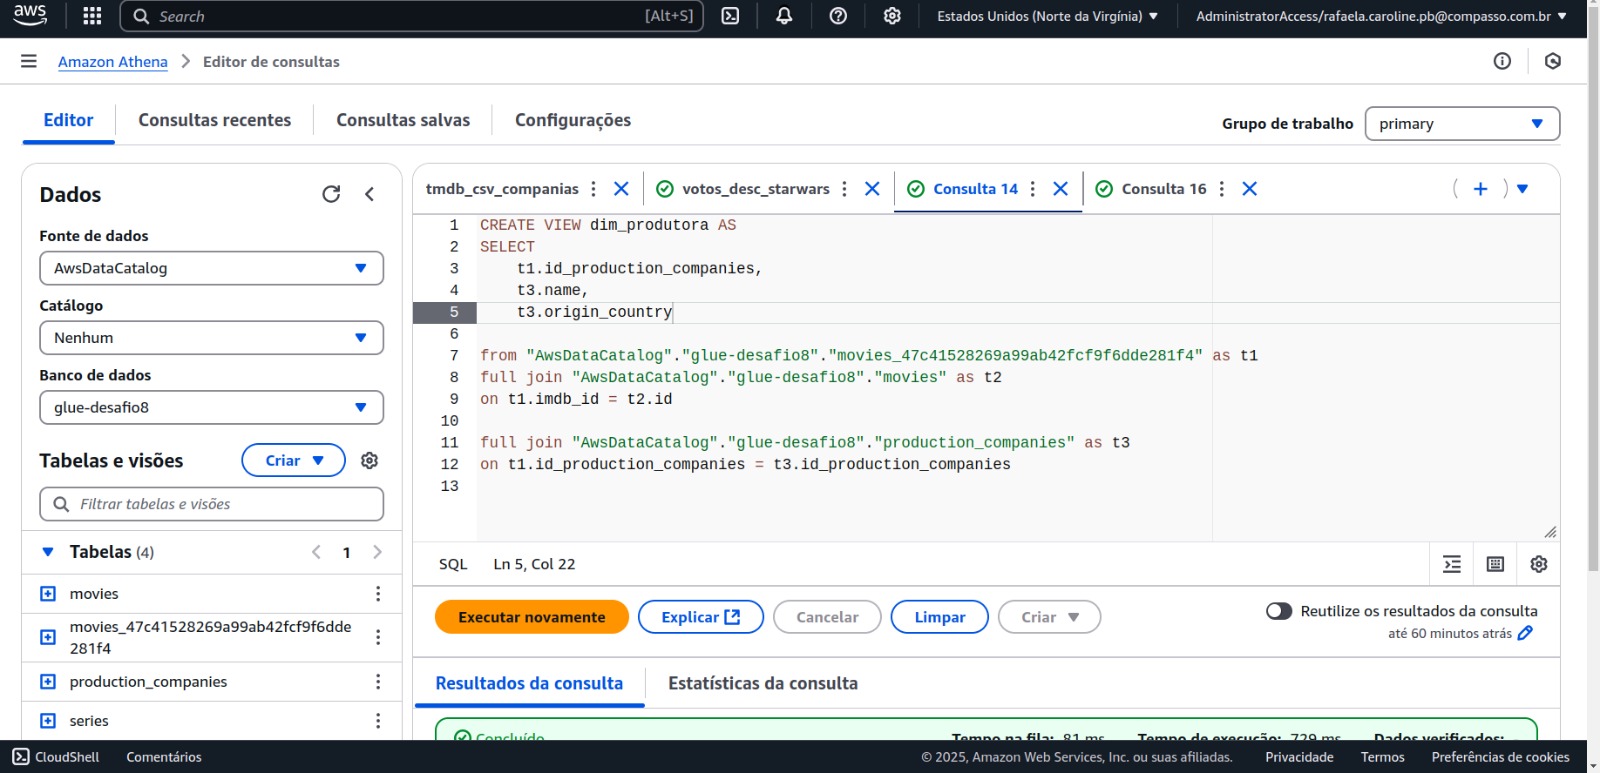 aws
Search
[Alt+S]
Estados Unidos (Norte da Virgínia)
AdministratorAccess/rafaela.caroline.pb@compasso.com.br
Amazon Athena
Editor de consultas
Editor
Consultas recentes
Consultas salvas
Configurações
Grupo de trabalho
primary
Dados
Fonte de dados
AwsDataCatalog
Catálogo
Nenhum
Banco de dados
glue-desafio8
Tabelas e visões
Criar
Filtrar tabelas e visões
Tabelas (4)
1
movies
movies_47c41528269a99ab42fcf9f6dde
281f4
production_companies
series
tmdb_csv_companias
votos_desc_starwars
Consulta 14
Consulta 16
1 CREATE VIEW dim_produtora AS
2 SELECT
3 t1.id_production_companies,
4 t3.name,
5 t3.origin_country
6
7 from "AwsDataCatalog"."glue-desafio8"."movies_47c41528269a99ab42fcf9f6dde281f4" as t1
8 full join "AwsDataCatalog"."glue-desafio8"."movies" as t2
9 on t1.imdb_id = t2.id
10
11 full join "AwsDataCatalog"."glue-desafio8"."production_companies" as t3
12 on t1.id_production_companies = t3.id_production_companies
13
SQL
Ln 5, Col 22
Executar novamente
Explicar
Cancelar
Limpar
Criar
Reutilize os resultados da consulta
até 60 minutos atrás
Resultados da consulta
Estatísticas da consulta
Concluído
Tempo na fila: 81 ms
Tempo de execução: 729 ms
Dados verificados: -
CloudShell
Comentários
© 2025, Amazon Web Services, Inc. ou suas afiliadas.
Privacidade
Termos
Preferências de cookies